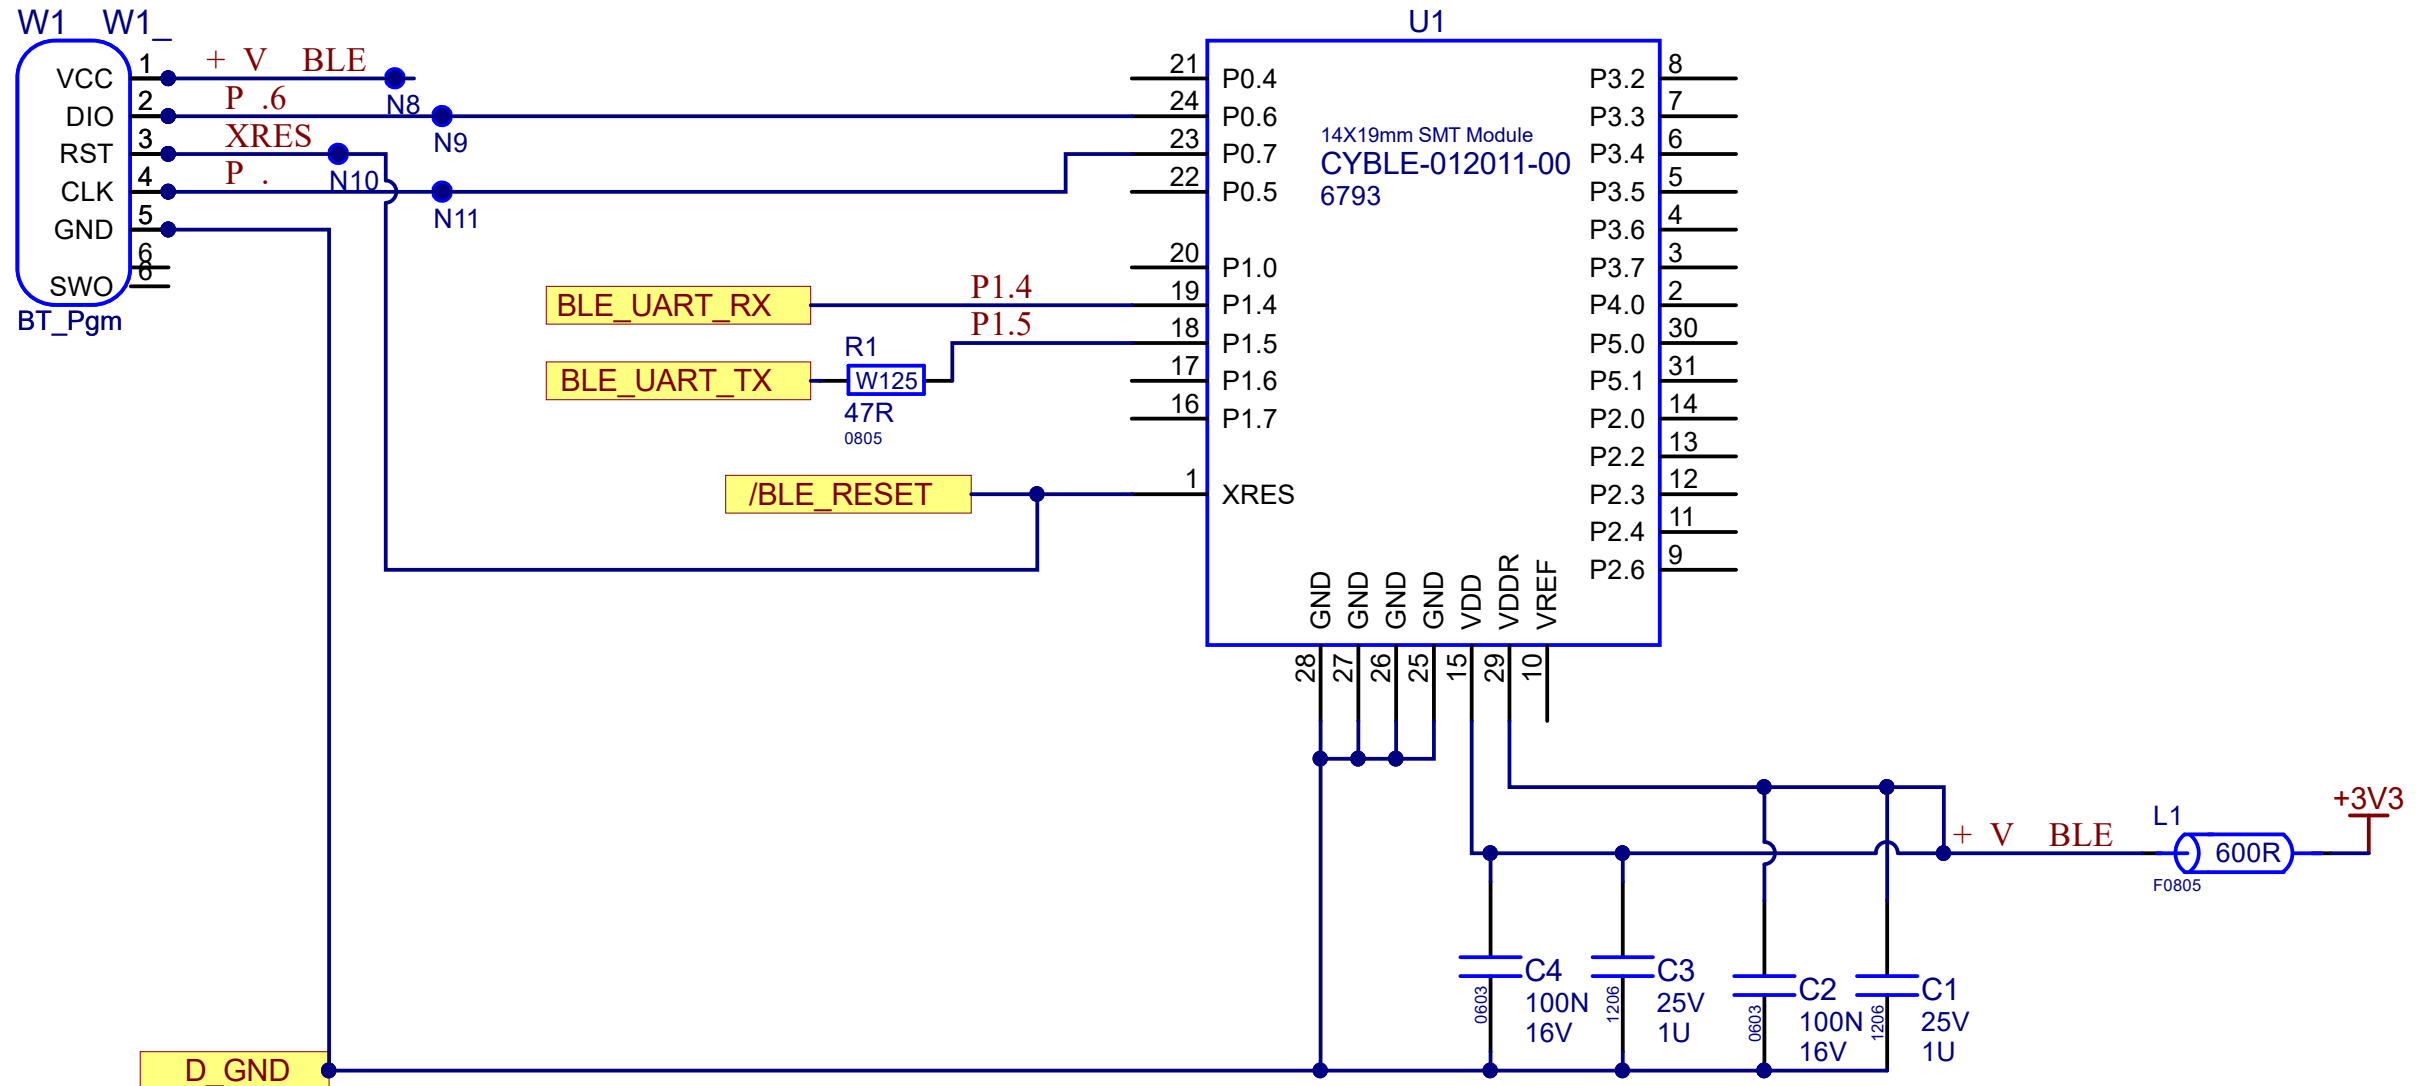 W1 W1_
VCC 1
DIO 2
RST 3
CLK 4
GND 5
6
6
SWO
BT_Pgm
+ V BLE
P .6
XRES
P .
N8
N9
N10
N11
BLE_UART_RX
P1.4
P1.5
BLE_UART_TX
R1
W125
47R
0805
/BLE_RESET
D_GND
U1
14X19mm SMT Module
CYBLE-012011-00
6793
21 P0.4
24 P0.6
23 P0.7
22 P0.5
20 P1.0
19 P1.4
18 P1.5
17 P1.6
16 P1.7
1 XRES
P3.2 8
P3.3 7
P3.4 6
P3.5 5
P3.6 4
P3.7 3
P4.0 2
P5.0 30
P5.1 31
P2.0 14
P2.2 13
P2.3 12
P2.4 11
P2.6 9
GND 28
GND 27
GND 26
GND 25
VDD 15
VDDR 29
VREF 10
+ V BLE
L1
600R
F0805
+3V3
C4
100N
16V
0603
C3
25V
1U
1206
C2
100N
16V
0603
C1
25V
1U
1206